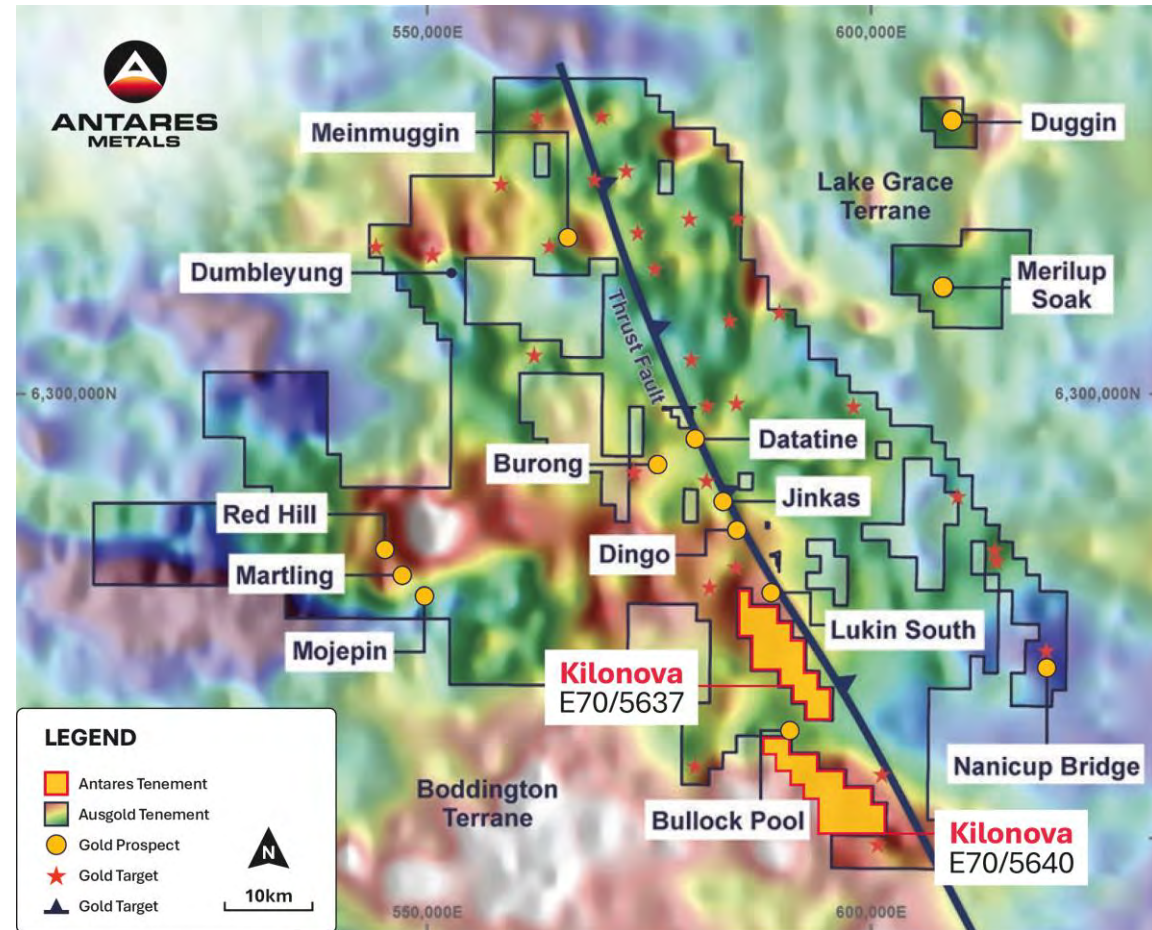 550,000E
600,000E
ANTARES
METALS
Meinmuggin
Duggin
Lake Grace
Terrane
Dumbleyung
Merilup
Soak
Thrust Fault
6,300,000N
6,300,000N
Datatine
Burong
Jinkas
Red Hill
Dingo
Martling
Lukin South
Mojepin
Kilonova
E70/5637
Nanicup Bridge
Boddington
Terrane
Bullock Pool
Kilonova
E70/5640
LEGEND
Antares Tenement
Ausgold Tenement
Gold Prospect
Gold Target
Gold Target
N
10km
550,000E
600,000E